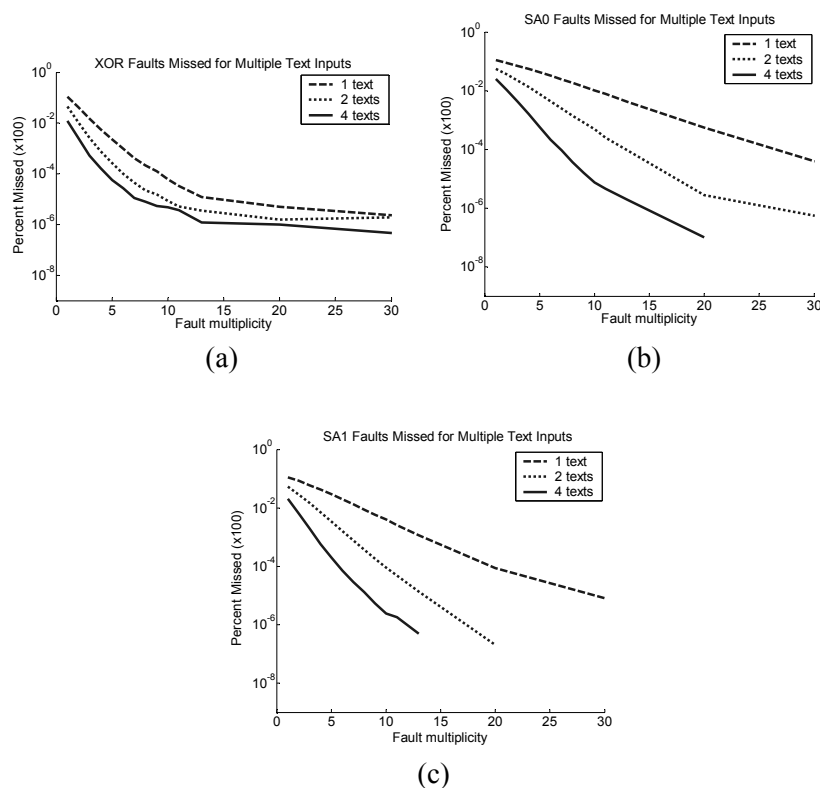 XOR Faults Missed for Multiple Text Inputs
10^0
10^-2
10^-4
10^-6
10^-8
Percent Missed (x100)
1 text
2 texts
4 texts
0 5 10 15 20 25 30
Fault multiplicity
(a)
SA0 Faults Missed for Multiple Text Inputs
10^0
10^-2
10^-4
10^-6
10^-8
Percent Missed (x100)
1 text
2 texts
4 texts
0 5 10 15 20 25 30
Fault multiplicity
(b)
SA1 Faults Missed for Multiple Text Inputs
10^0
10^-2
10^-4
10^-6
10^-8
Percent Missed (x100)
1 text
2 texts
4 texts
0 5 10 15 20 25 30
Fault multiplicity
(c)